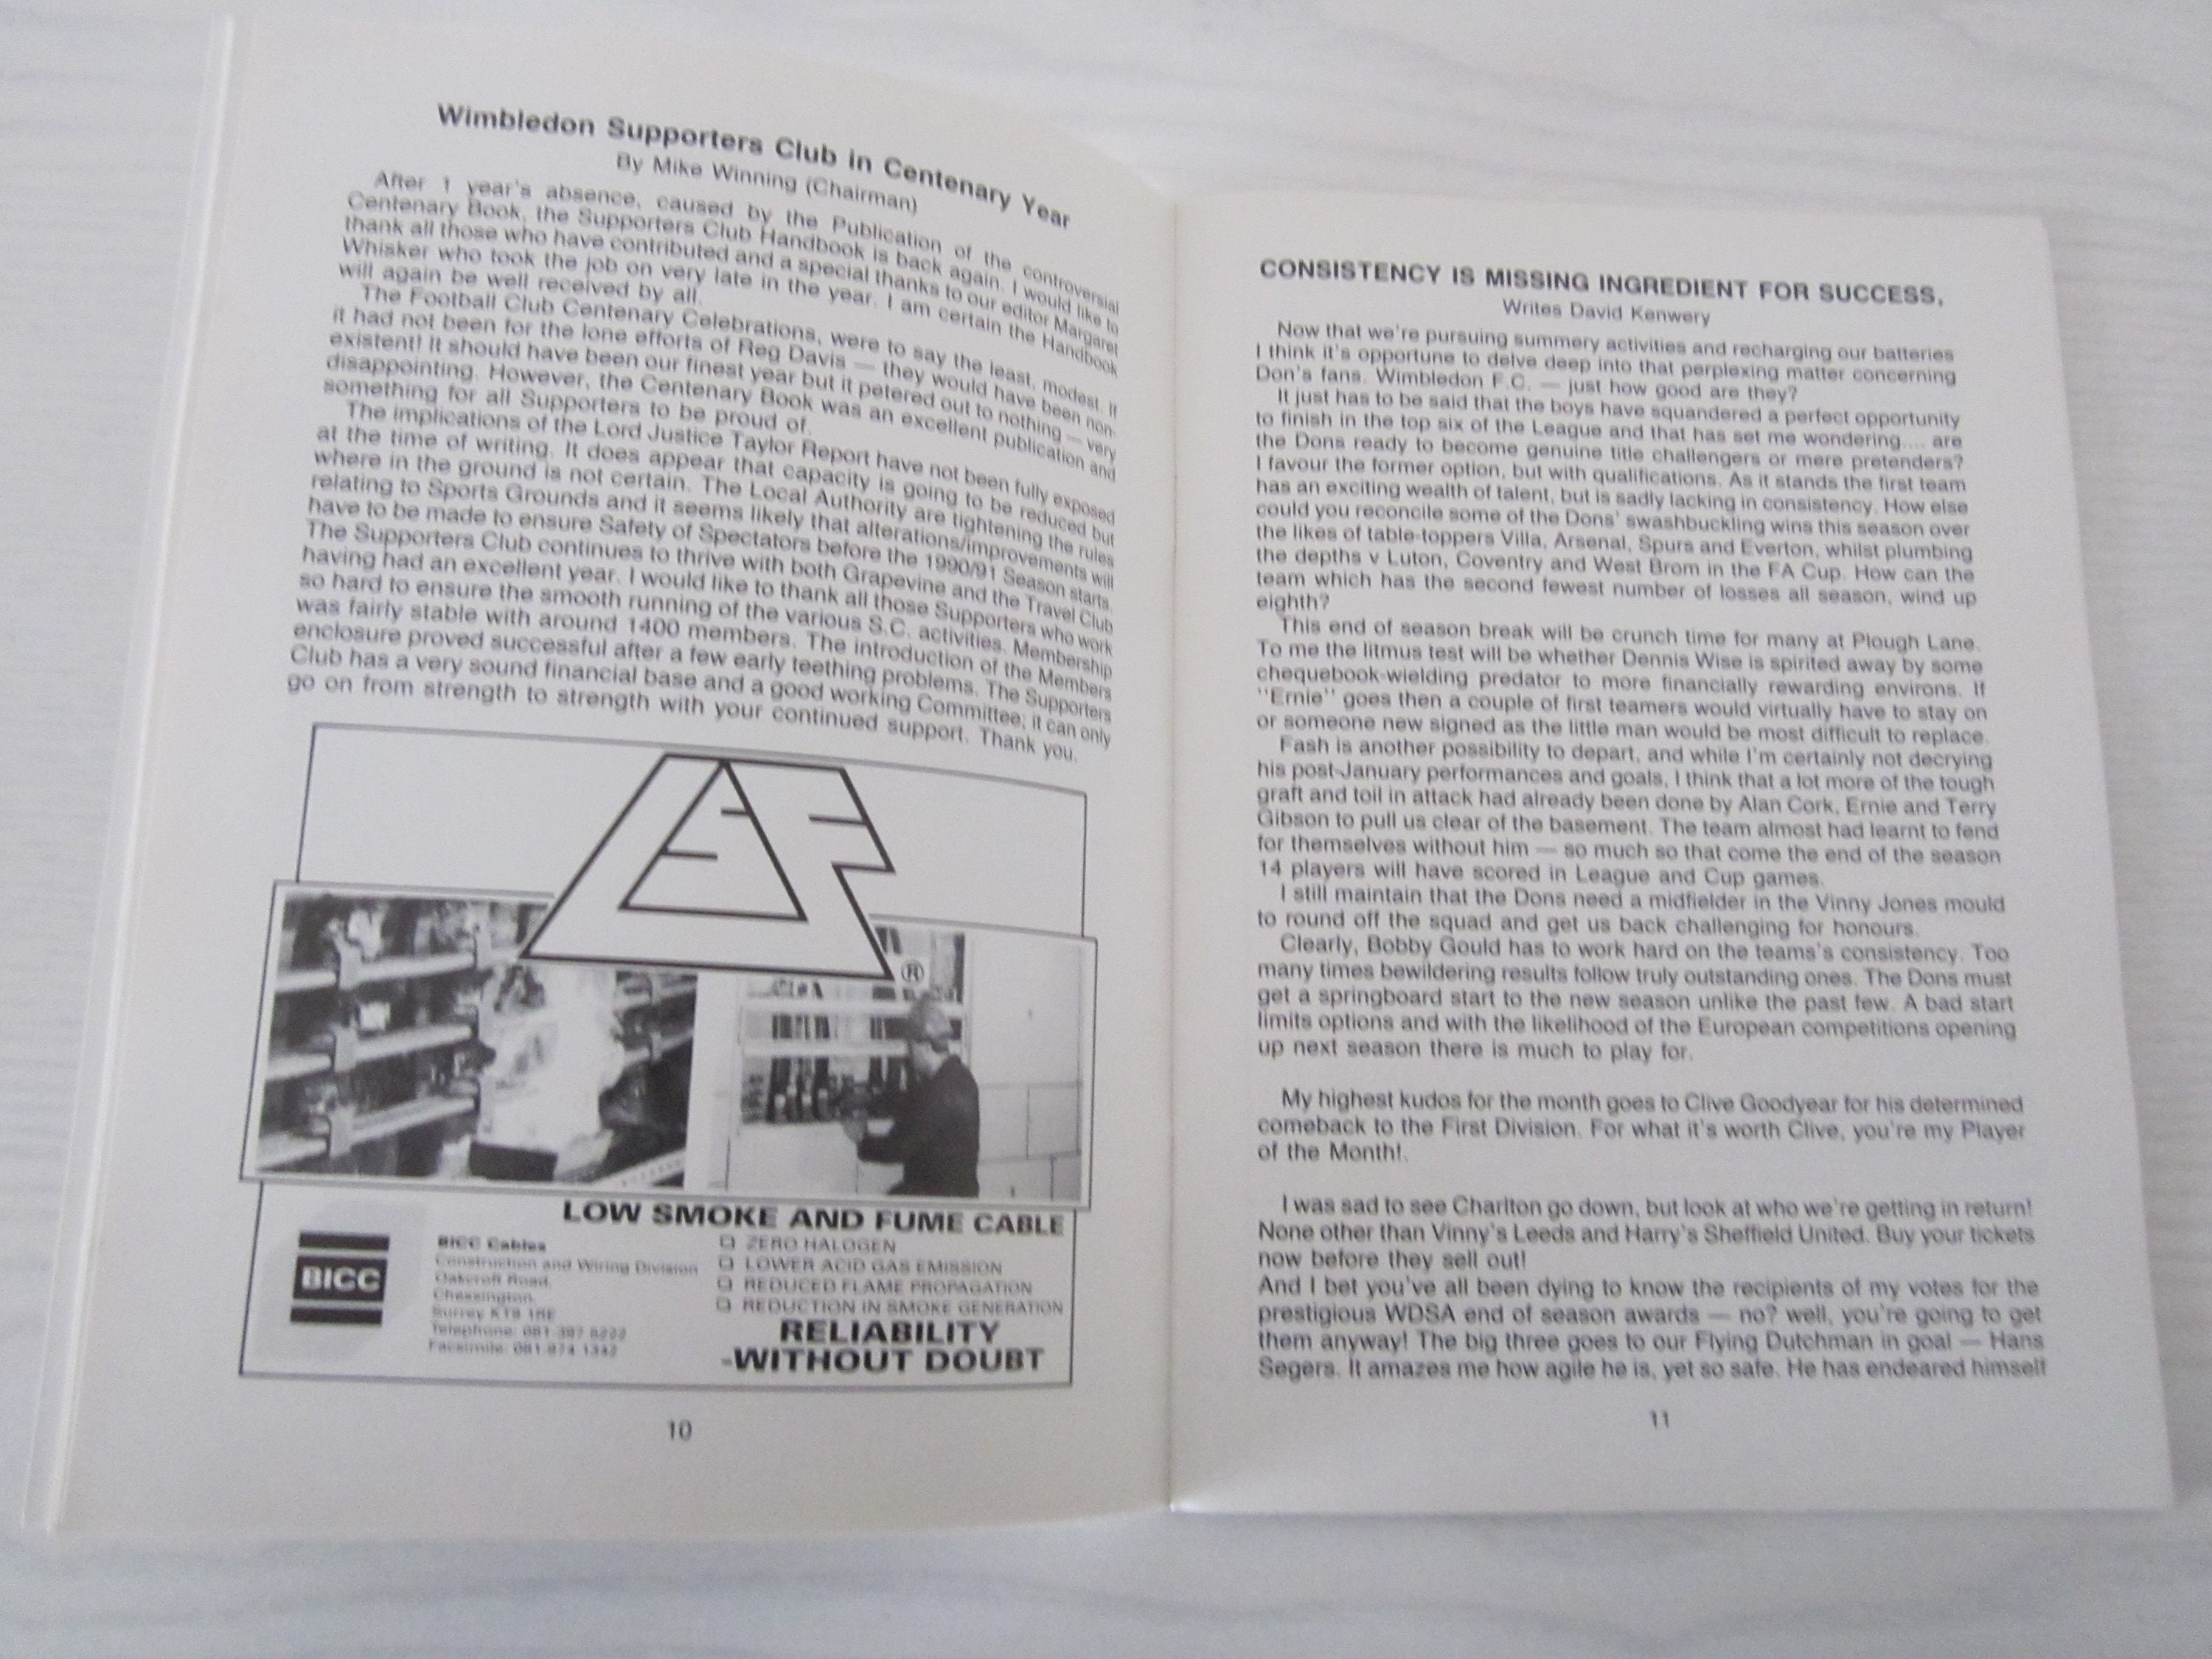 Wimbledon Supporters Club in Centenary Year
By Mike Winning (Chairman)
After 1 year's absence, caused by the Publication of the controversial
Centenary Book, the Supporters Club Handbook is back again. I would like to
thank all those who have contributed and a special thanks to our editor Margaret
Whisker who took the job on very late in the year. I am certain the Handbook
will again be well received by all.
The Football Club Centenary Celebrations, were to say the least, modest. If
it had not been for the lone efforts of Reg Davis — they would have been non-
existent! It should have been our finest year but it petered out to nothing — very
disappointing. However, the Centenary Book was an excellent publication and
something for all Supporters to be proud of.
The implications of the Lord Justice Taylor Report have not been fully exposed
at the time of writing. It does appear that capacity is going to be reduced but
where in the ground is not certain. The Local Authority are tightening the rules
relating to Sports Grounds and it seems likely that alterations/improvements will
have to be made to ensure Safety of Spectators before the 1990/91 Season starts.
The Supporters Club continues to thrive with both Grapevine and the Travel Club
having had an excellent year. I would like to thank all those Supporters who work
so hard to ensure the smooth running of the various S.C. activities. Membership
was fairly stable with around 1400 members. The introduction of the Members
enclosure proved successful after a few early teething problems. The Supporters
Club has a very sound financial base and a good working Committee; it can only
go on from strength to strength with your continued support. Thank you.
®
LOW SMOKE AND FUME CABLE
BICC
BICC Cables
Construction and Wiring Division
Oakcroft Road,
Chessington,
Surrey KT9 1HE
Telephone: 081-397
Facsimile: 081-974 1342
ZERO HALOGEN
LOWER ACID GAS EMISSION
REDUCED FLAME PROPAGATION
REDUCTION IN SMOKE GENERATION
RELIABILITY
-WITHOUT DOUBT
10
CONSISTENCY IS MISSING INGREDIENT FOR SUCCESS,
Writes David Kenwery
Now that we're pursuing summery activities and recharging our batteries
I think it's opportune to delve deep into that perplexing matter concerning
Don's fans. Wimbledon F.C. — just how good are they?
It just has to be said that the boys have squandered a perfect opportunity
to finish in the top six of the League and that has set me wondering.... are
the Dons ready to become genuine title challengers or mere pretenders?
I favour the former option, but with qualifications. As it stands the first team
has an exciting wealth of talent, but is sadly lacking in consistency. How else
could you reconcile some of the Dons' swashbuckling wins this season over
the likes of table-toppers Villa, Arsenal, Spurs and Everton, whilst plumbing
the depths v Luton, Coventry and West Brom in the FA Cup. How can the
team which has the second fewest number of losses all season, wind up
eighth?
This end of season break will be crunch time for many at Plough Lane.
To me the litmus test will be whether Dennis Wise is spirited away by some
chequebook-wielding predator to more financially rewarding environs. If
"Ernie" goes then a couple of first teamers would virtually have to stay on
or someone new signed as the little man would be most difficult to replace.
Fash is another possibility to depart, and while I'm certainly not decrying
his post-January performances and goals, I think that a lot more of the tough
graft and toil in attack had already been done by Alan Cork, Ernie and Terry
Gibson to pull us clear of the basement. The team almost had learnt to fend
for themselves without him — so much so that come the end of the season
14 players will have scored in League and Cup games.
I still maintain that the Dons need a midfielder in the Vinny Jones mould
to round off the squad and get us back challenging for honours.
Clearly, Bobby Gould has to work hard on the teams's consistency. Too
many times bewildering results follow truly outstanding ones. The Dons must
get a springboard start to the new season unlike the past few. A bad start
limits options and with the likelihood of the European competitions opening
up next season there is much to play for.
My highest kudos for the month goes to Clive Goodyear for his determined
comeback to the First Division. For what it's worth Clive, you're my Player
of the Month!.
I was sad to see Charlton go down, but look at who we're getting in return!
None other than Vinny's Leeds and Harry's Sheffield United. Buy your tickets
now before they sell out!
And I bet you've all been dying to know the recipients of my votes for the
prestigious WDSA end of season awards — no? well, you're going to get
them anyway! The big three goes to our Flying Dutchman in goal — Hans
Segers. It amazes me how agile he is, yet so safe. He has endeared himself
11